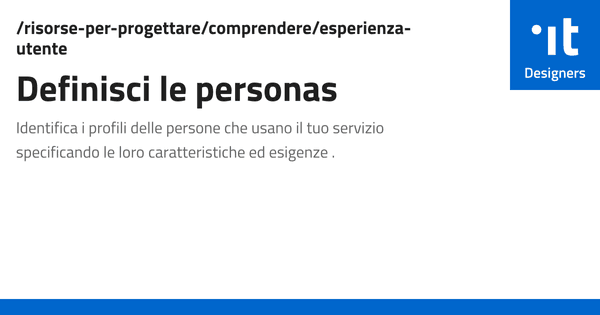 /risorse-per-progettare/comprendere/esperienza-
utente
Definisci le personas
Identifica i profili delle persone che usano il tuo servizio
specificando le loro caratteristiche ed esigenze .
it
Designers